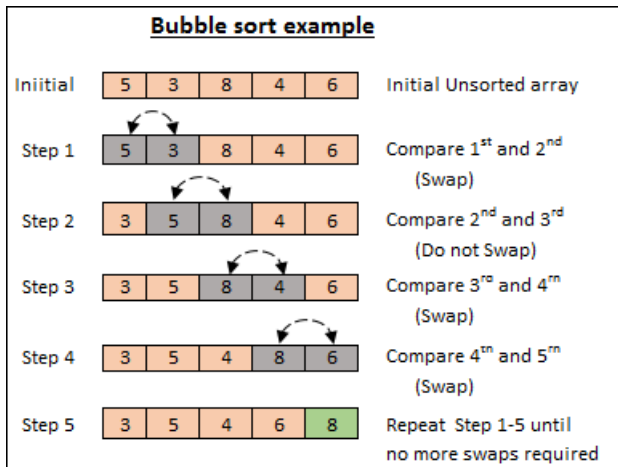 Bubble sort example
Iniitial 5 3 8 4 6 Initial Unsorted array
Step 1 5 3 8 4 6 Compare 1st and 2nd
(Swap)
Step 2 3 5 8 4 6 Compare 2nd and 3rd
(Do not Swap)
Step 3 3 5 8 4 6 Compare 3rd and 4th
(Swap)
Step 4 3 5 4 8 6 Compare 4th and 5th
(Swap)
Step 5 3 5 4 6 8 Repeat Step 1-5 until
no more swaps required